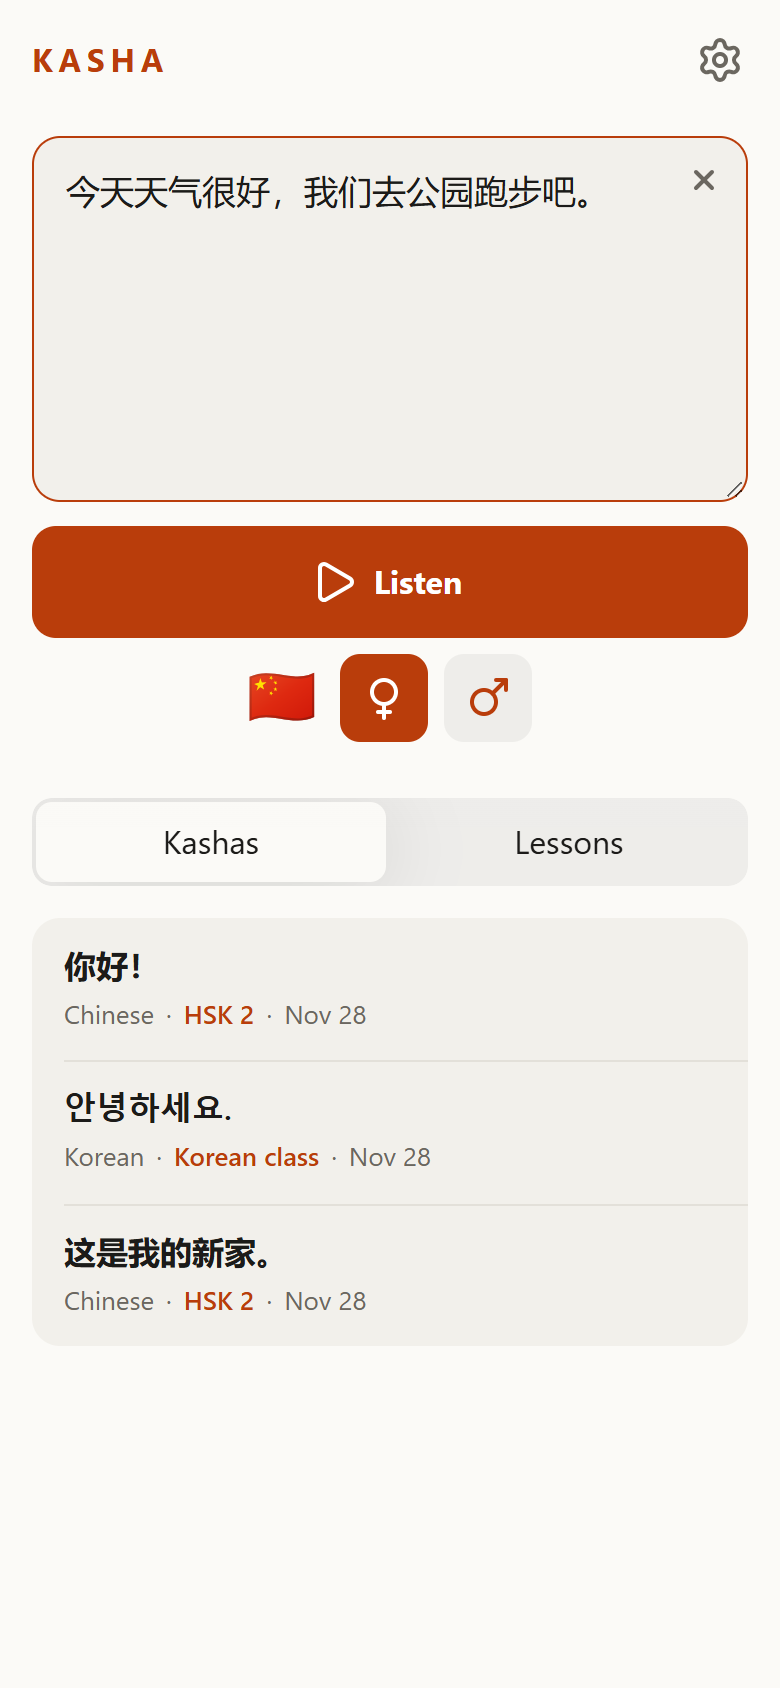 KASHA
今天天气很好，我们去公园跑步吧。
Listen
Kashas
Lessons
你好！
Chinese · HSK 2 · Nov 28
안녕하세요.
Korean · Korean class · Nov 28
这是我的新家。
Chinese · HSK 2 · Nov 28